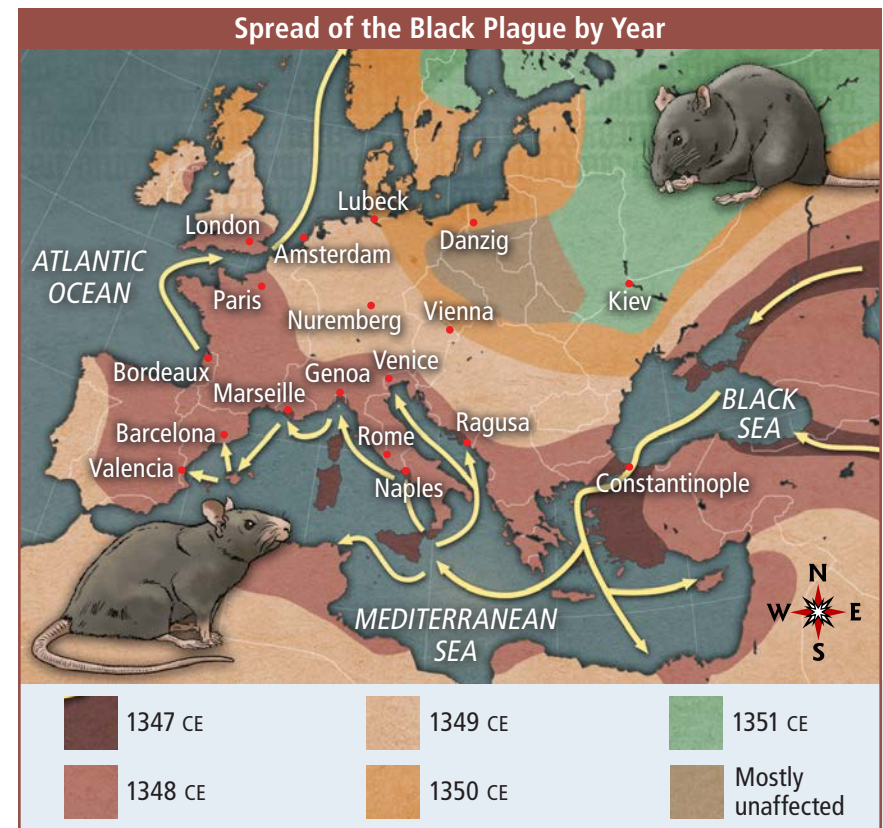 Spread of the Black Plague by Year
Lubeck
London
Amsterdam
Danzig
ATLANTIC
OCEAN
Paris
Nuremberg
Vienna
Kiev
Bordeaux
Genoa
Venice
Marseille
BLACK
SEA
Barcelona
Rome
Ragusa
Valencia
Naples
Constantinople
MEDITERRANEAN
SEA
N
W
E
S
1347 CE
1349 CE
1351 CE
1348 CE
1350 CE
Mostly
unaffected